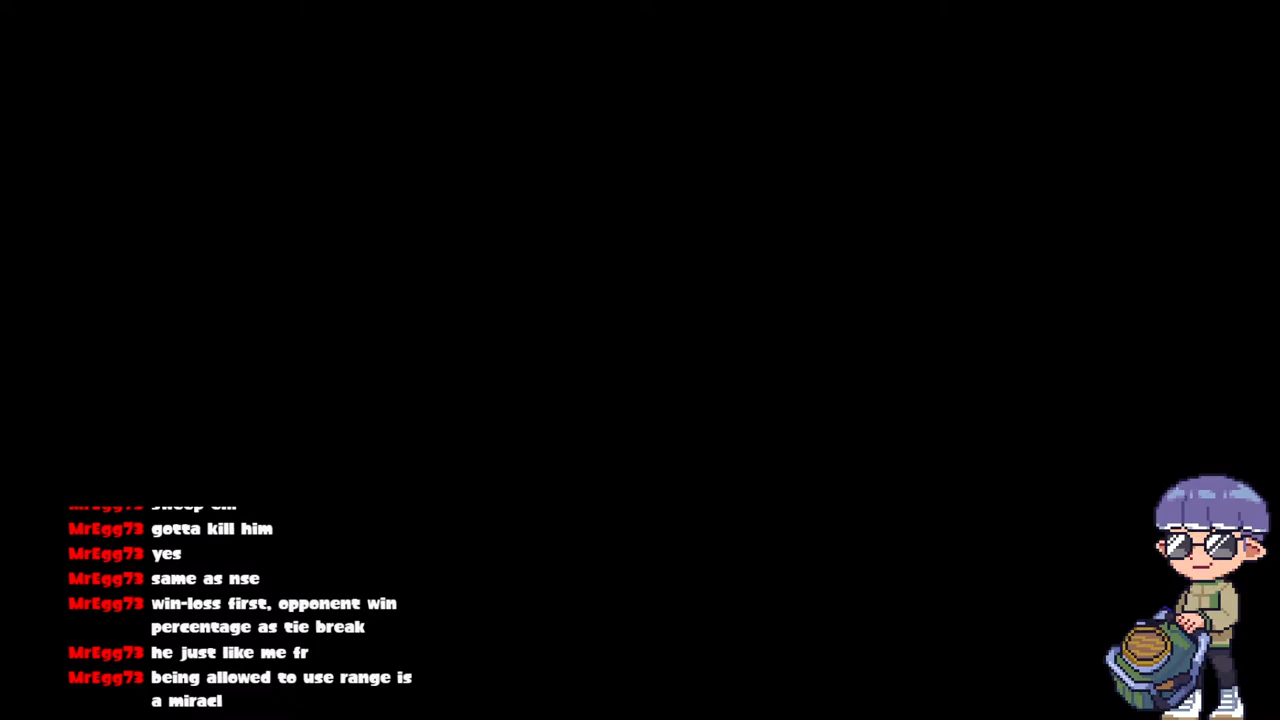 MrEgg73 gotta kill him
MrEgg73 yes
MrEgg73 same as nse
MrEgg73 win-loss first, opponent win
percentage as tie break
MrEgg73 he just like me fr
MrEgg73 being allowed to use range is
a miracl